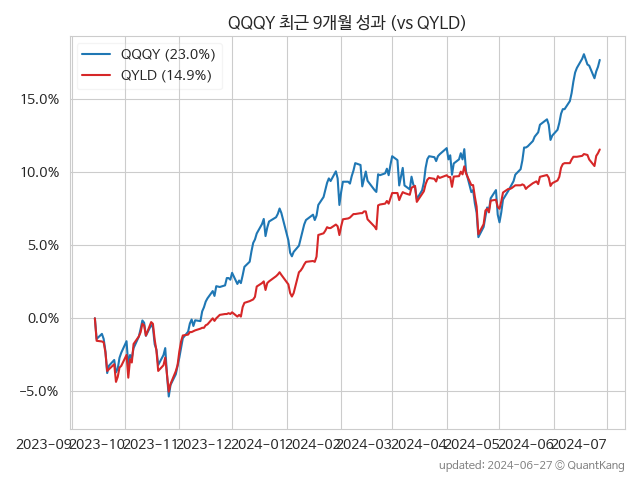 QQQY 최근 9개월 성과 (vs QYLD)
QQQY (23.0%)
QYLD (14.9%)
15.0%
10.0%
5.0%
0.0%
−5.0%
2023-09 2023-10 2023-11 2023-12 2024-01 2024-02 2024-03 2024-04 2024-05 2024-06 2024-07
updated: 2024-06-27 © QuantKang